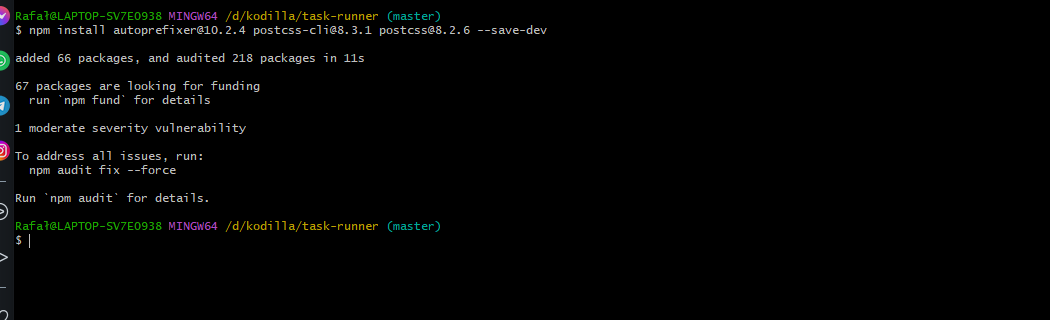 Rafał@LAPTOP-SV7E0938 MINGW64 /d/kodilla/task-runner (master)
$ npm install autoprefixer@10.2.4 postcss-cli@8.3.1 postcss@8.2.6 --save-dev
added 66 packages, and audited 218 packages in 11s
67 packages are looking for funding
  run `npm fund` for details
1 moderate severity vulnerability
To address all issues, run:
  npm audit fix --force
Run `npm audit` for details.
Rafał@LAPTOP-SV7E0938 MINGW64 /d/kodilla/task-runner (master)
$